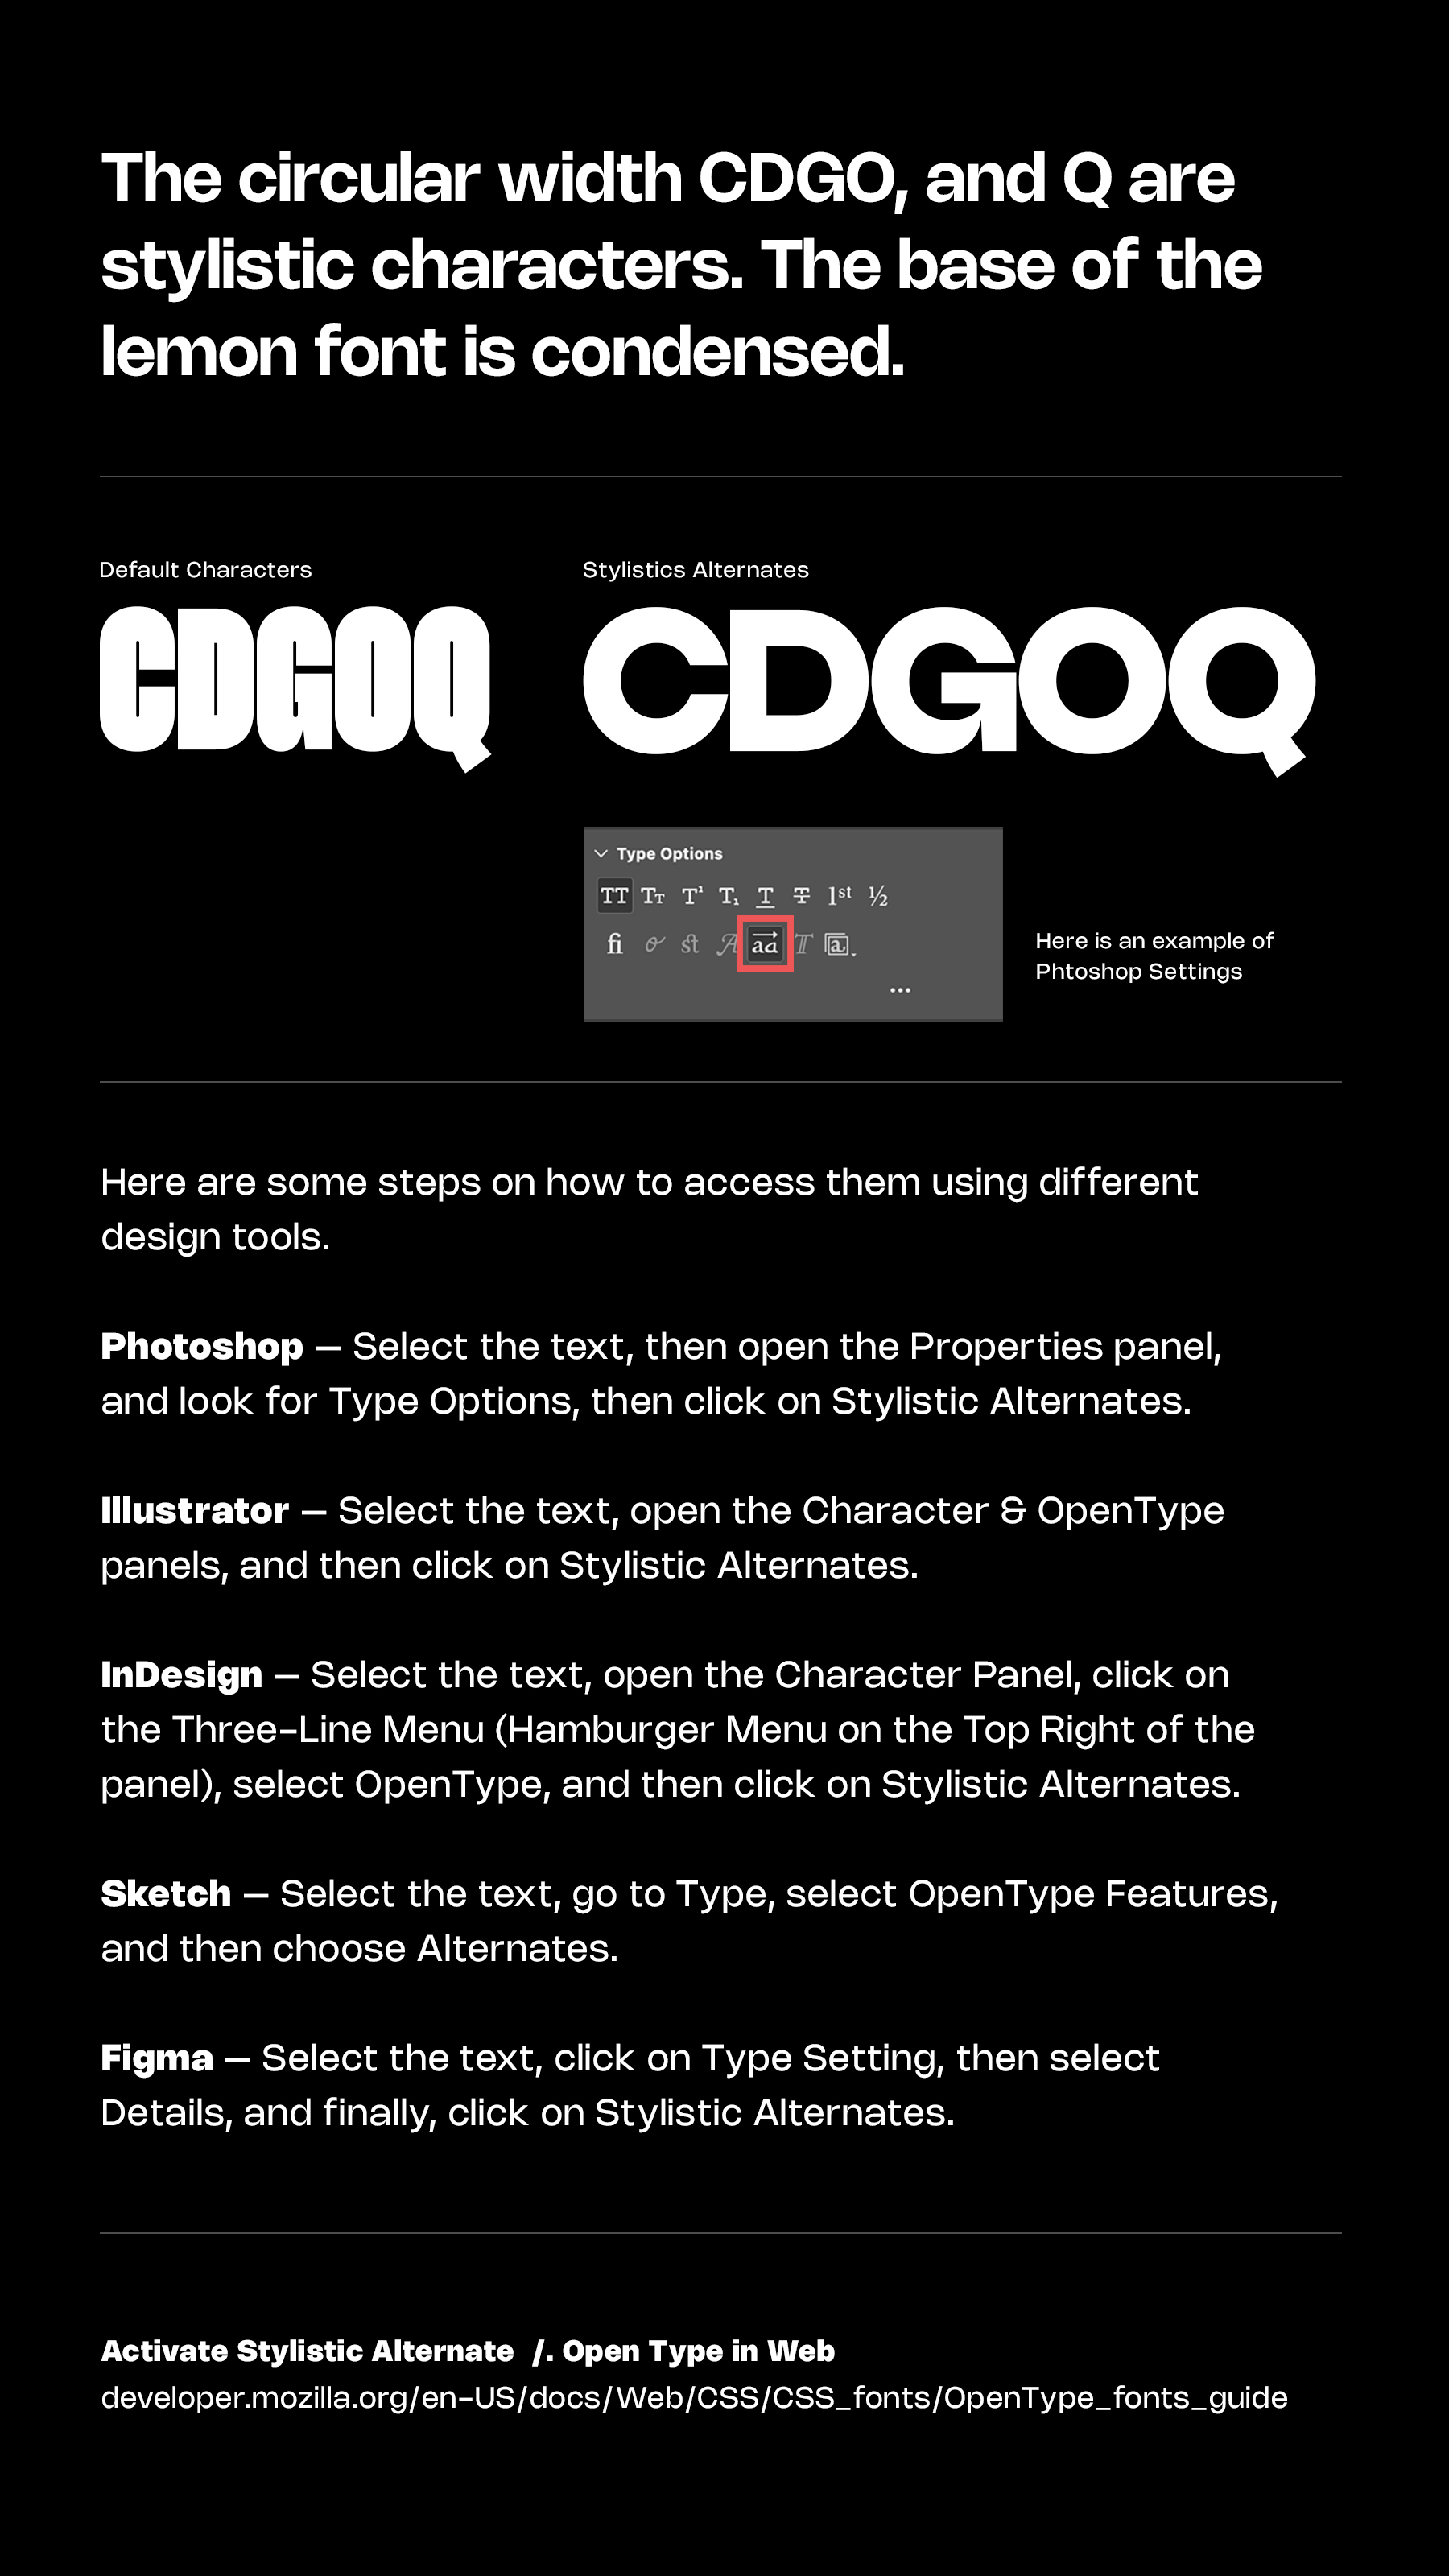 The circular width CDGO, and Q are
stylistic characters. The base of the
lemon font is condensed.
Default Characters
CDGOQ
Stylistics Alternates
CDGOQ
Type Options
TT Tт T¹ T₁ T T 1st ½
fi o st A aa T a
...
Here is an example of
Phtoshop Settings
Here are some steps on how to access them using different
design tools.
Photoshop – Select the text, then open the Properties panel,
and look for Type Options, then click on Stylistic Alternates.
Illustrator – Select the text, open the Character & OpenType
panels, and then click on Stylistic Alternates.
InDesign – Select the text, open the Character Panel, click on
the Three-Line Menu (Hamburger Menu on the Top Right of the
panel), select OpenType, and then click on Stylistic Alternates.
Sketch – Select the text, go to Type, select OpenType Features,
and then choose Alternates.
Figma – Select the text, click on Type Setting, then select
Details, and finally, click on Stylistic Alternates.
Activate Stylistic Alternate  /. Open Type in Web
developer.mozilla.org/en-US/docs/Web/CSS/CSS_fonts/OpenType_fonts_guide